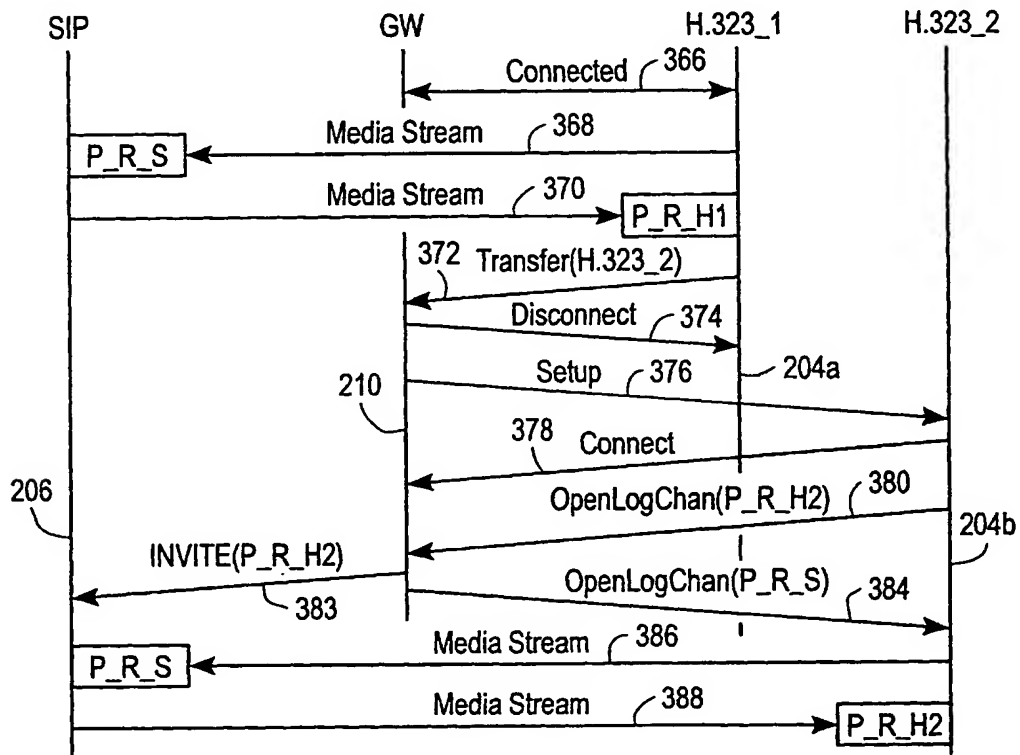 SIP GW H.323_1 H.323_2
Connected 366
Media Stream 368
P_R_S
Media Stream 370
P_R_H1
372 Transfer(H.323_2)
Disconnect 374
Setup 376 204a
210
378 Connect
206
OpenLogChan(P_R_H2) 380
204b
INVITE(P_R_H2)
383
OpenLogChan(P_R_S) 384
Media Stream 386
P_R_S
Media Stream 388
P_R_H2